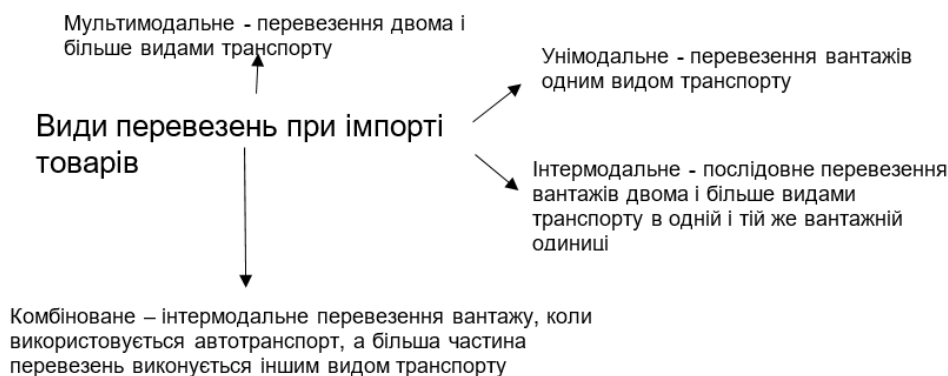 Мультимодальне - перевезення двома і
більше видами транспорту
Унімодальне - перевезення вантажів
одним видом транспорту
Види перевезень при імпорті
товарів
Інтермодальне - послідовне перевезення
вантажів двома і більше видами
транспорту в одній і тій же вантажній
одиниці
Комбіноване – інтермодальне перевезення вантажу, коли
використовується автотранспорт, а більша частина
перевезень виконується іншим видом транспорту